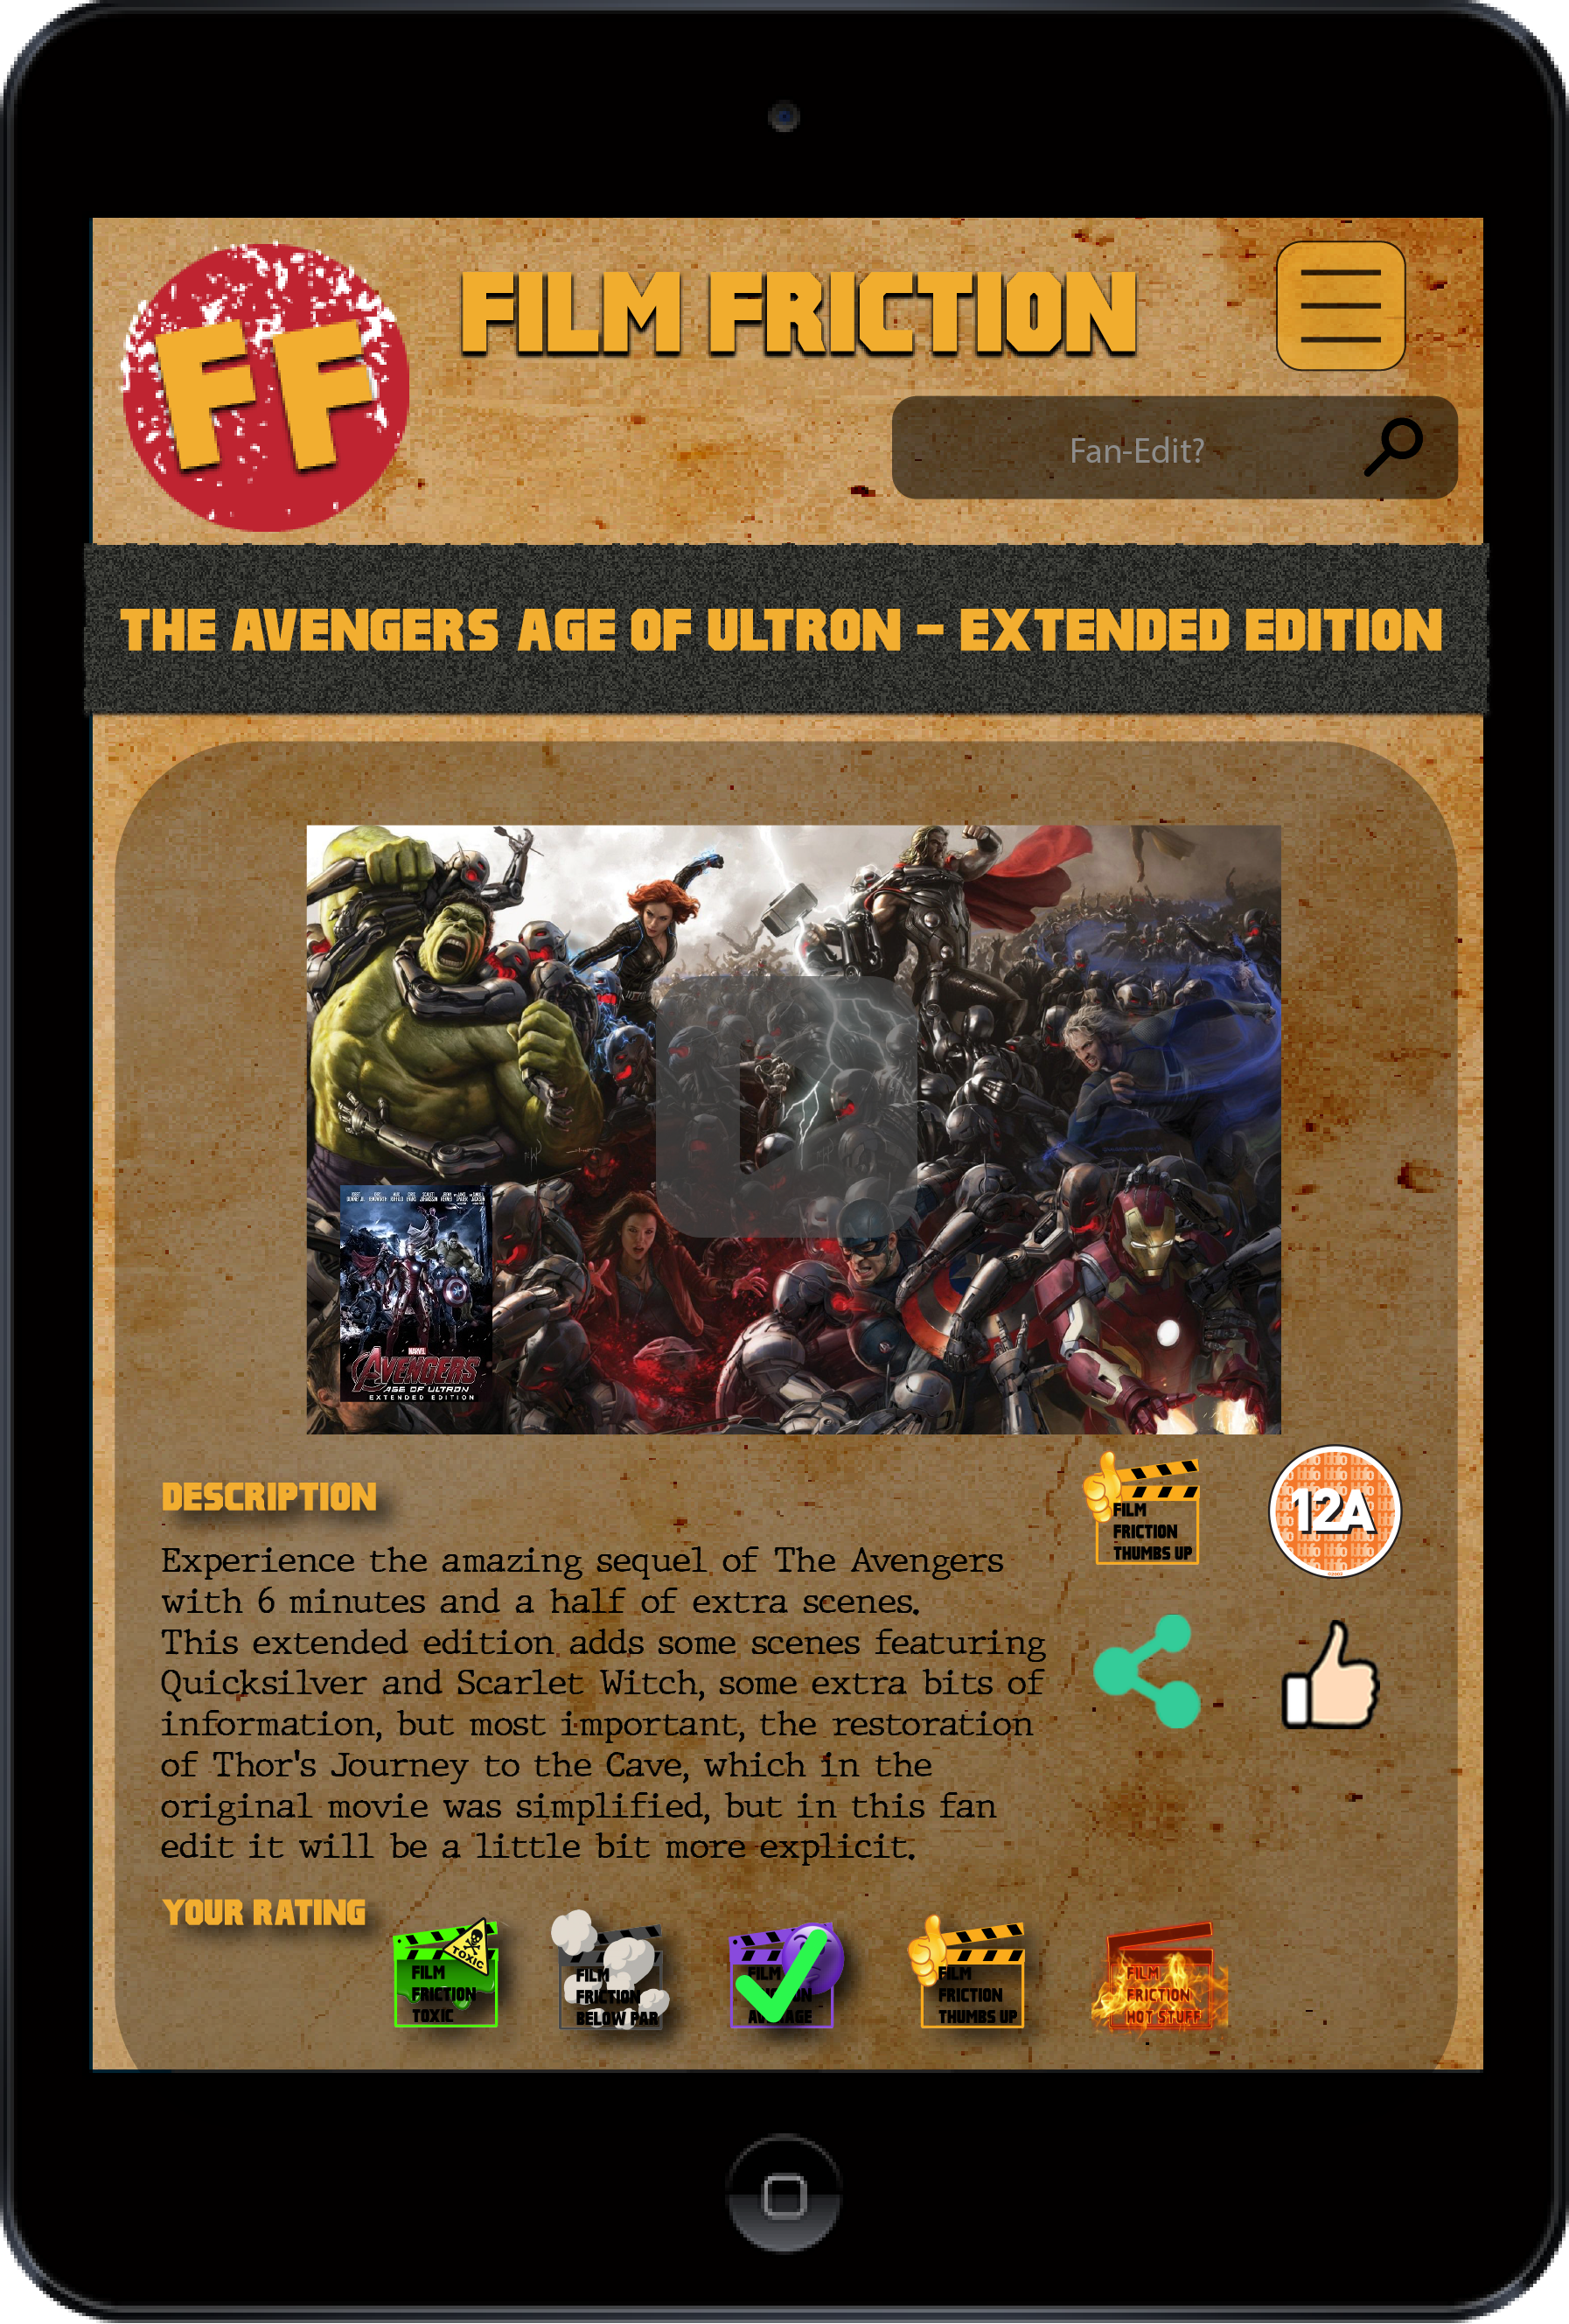 FF
FILM FRICTION
Fan-Edit?
THE AVENGERS AGE OF ULTRON - EXTENDED EDITION
MARVEL
AVENGERS
AGE OF ULTRON
EXTENDED EDITION
DESCRIPTION
Experience the amazing sequel of The Avengers
with 6 minutes and a half of extra scenes.
This extended edition adds some scenes featuring
Quicksilver and Scarlet Witch, some extra bits of
information, but most important, the restoration
of Thor's Journey to the Cave, which in the
original movie was simplified, but in this fan
edit it will be a little bit more explicit.
FILM
FRICTION
THUMBS UP
12A
YOUR RATING
TOXIC
FILM
FRICTION
TOXIC
FILM
FRICTION
BELOW PAR
FILM
FRICTION
THUMBS UP
FILM
FRICTION
HOT STUFF